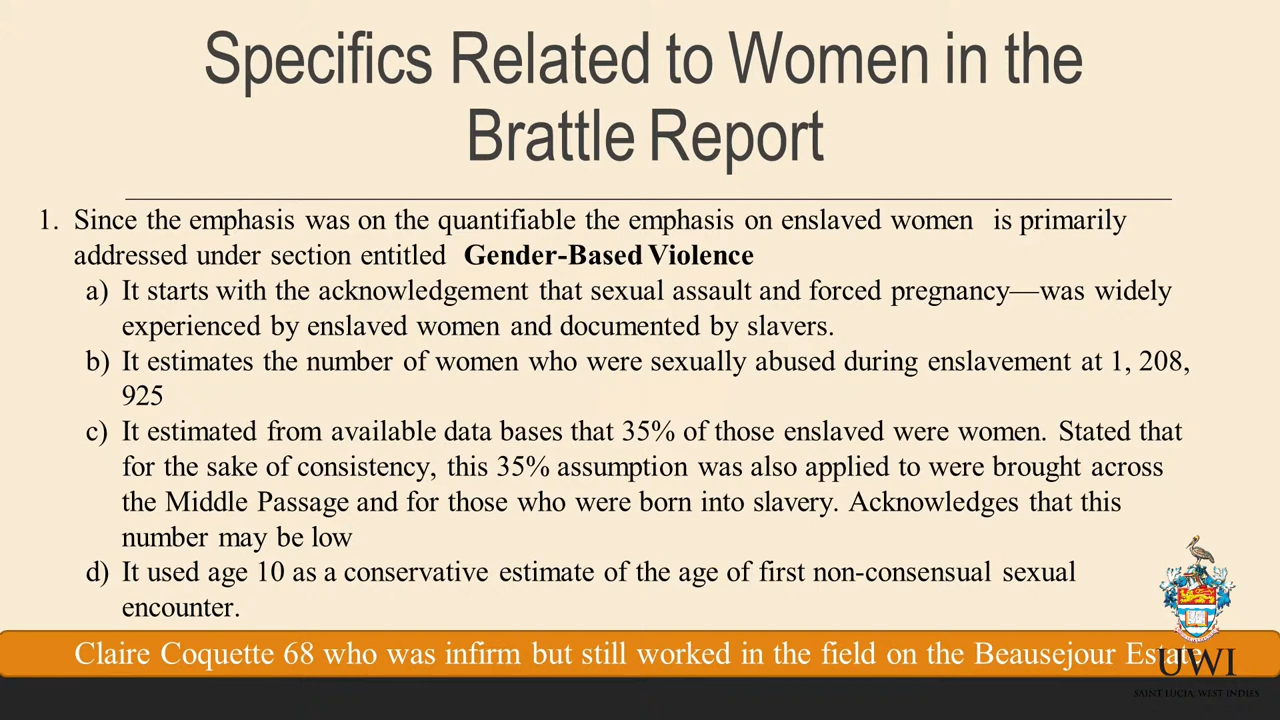 Specifics Related to Women in the
Brattle Report
1. Since the emphasis was on the quantifiable the emphasis on enslaved women is primarily
addressed under section entitled Gender-Based Violence
a) It starts with the acknowledgement that sexual assault and forced pregnancy—was widely
experienced by enslaved women and documented by slavers.
b) It estimates the number of women who were sexually abused during enslavement at 1, 208,
925
c) It estimated from available data bases that 35% of those enslaved were women. Stated that
for the sake of consistency, this 35% assumption was also applied to were brought across
the Middle Passage and for those who were born into slavery. Acknowledges that this
number may be low
d) It used age 10 as a conservative estimate of the age of first non-consensual sexual
encounter.
Claire Coquette 68 who was infirm but still worked in the field on the Beausejour Estate
UWI
SAINT LUCIA, WEST INDIES